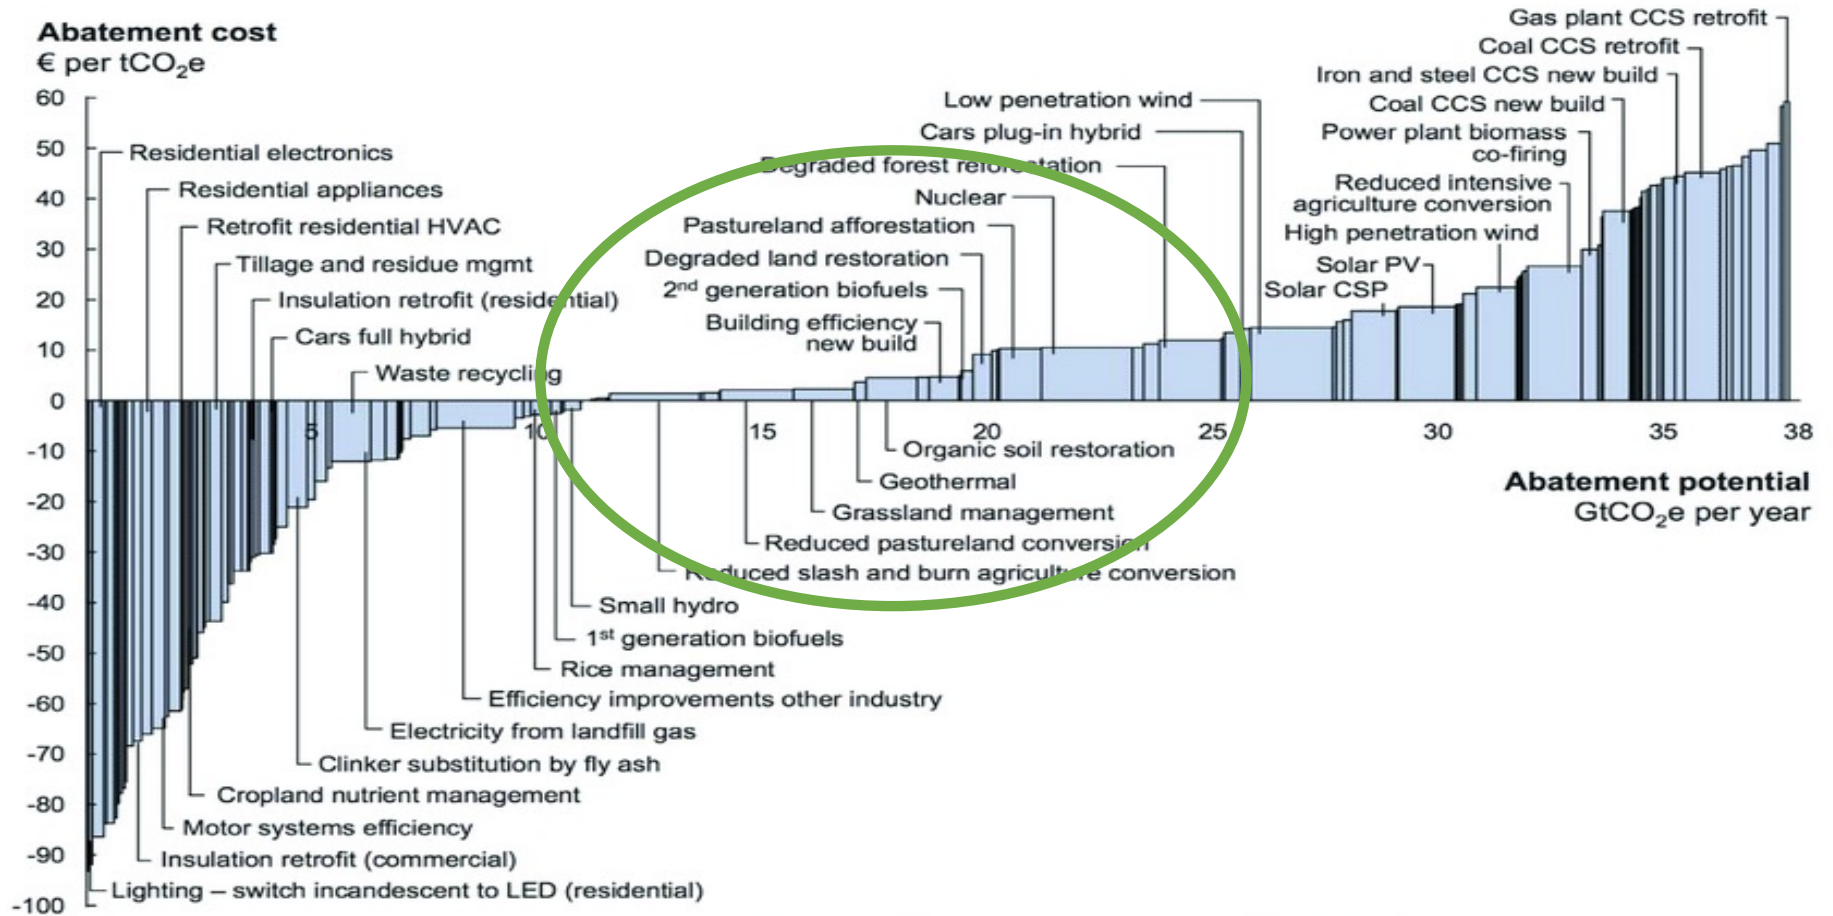 Abatement cost
€ per tCO₂e
60
50
40
30
20
10
0
-10
-20
-30
-40
-50
-60
-70
-80
-90
-100
Residential electronics
Residential appliances
Retrofit residential HVAC
Tillage and residue mgmt
Insulation retrofit (residential)
Cars full hybrid
Waste recycling
Low penetration wind
Cars plug-in hybrid
Degraded forest reforestation
Nuclear
Pastureland afforestation
Degraded land restoration
2nd generation biofuels
Building efficiency
new build
Gas plant CCS retrofit
Coal CCS retrofit
Iron and steel CCS new build
Coal CCS new build
Power plant biomass
co-firing
Reduced intensive
agriculture conversion
High penetration wind
Solar PV
Solar CSP
5 10 15 20 25 30 35 38
Abatement potential
GtCO₂e per year
Organic soil restoration
Geothermal
Grassland management
Reduced pastureland conversion
Reduced slash and burn agriculture conversion
Small hydro
1st generation biofuels
Rice management
Efficiency improvements other industry
Electricity from landfill gas
Clinker substitution by fly ash
Cropland nutrient management
Motor systems efficiency
Insulation retrofit (commercial)
Lighting – switch incandescent to LED (residential)